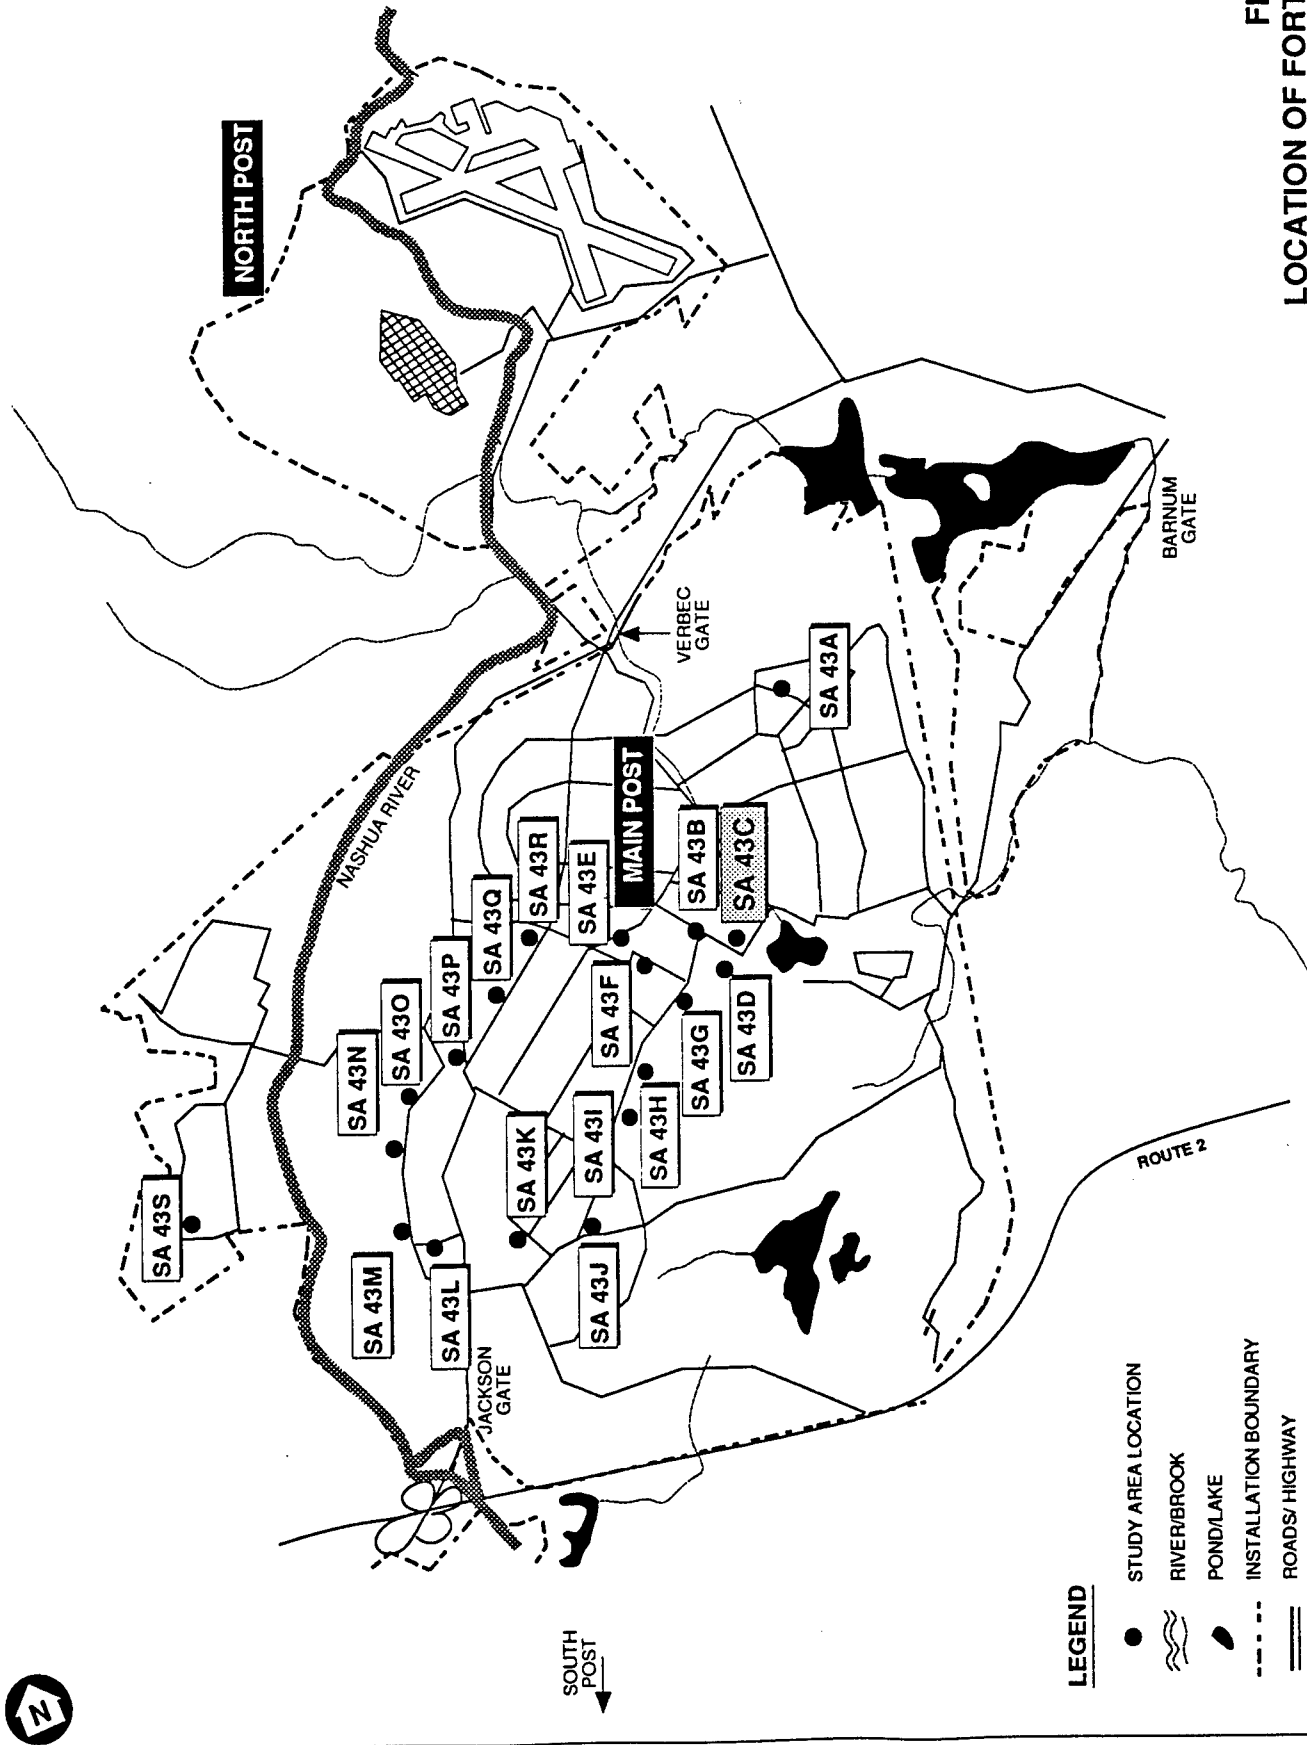 FI
LOCATION OF FORT
NORTH POST
NASHUA RIVER
VERBEC
GATE
BARNUM
GATE
MAIN POST
SA 43A
SA 43B
SA 43C
SA 43R
SA 43E
SA 43Q
SA 43P
SA 43O
SA 43N
SA 43F
SA 43G
SA 43D
SA 43H
SA 43I
SA 43K
SA 43S
SA 43M
SA 43L
SA 43J
JACKSON
GATE
ROUTE 2
SOUTH
POST
N
LEGEND
STUDY AREA LOCATION
RIVER/BROOK
POND/LAKE
INSTALLATION BOUNDARY
ROADS/ HIGHWAY